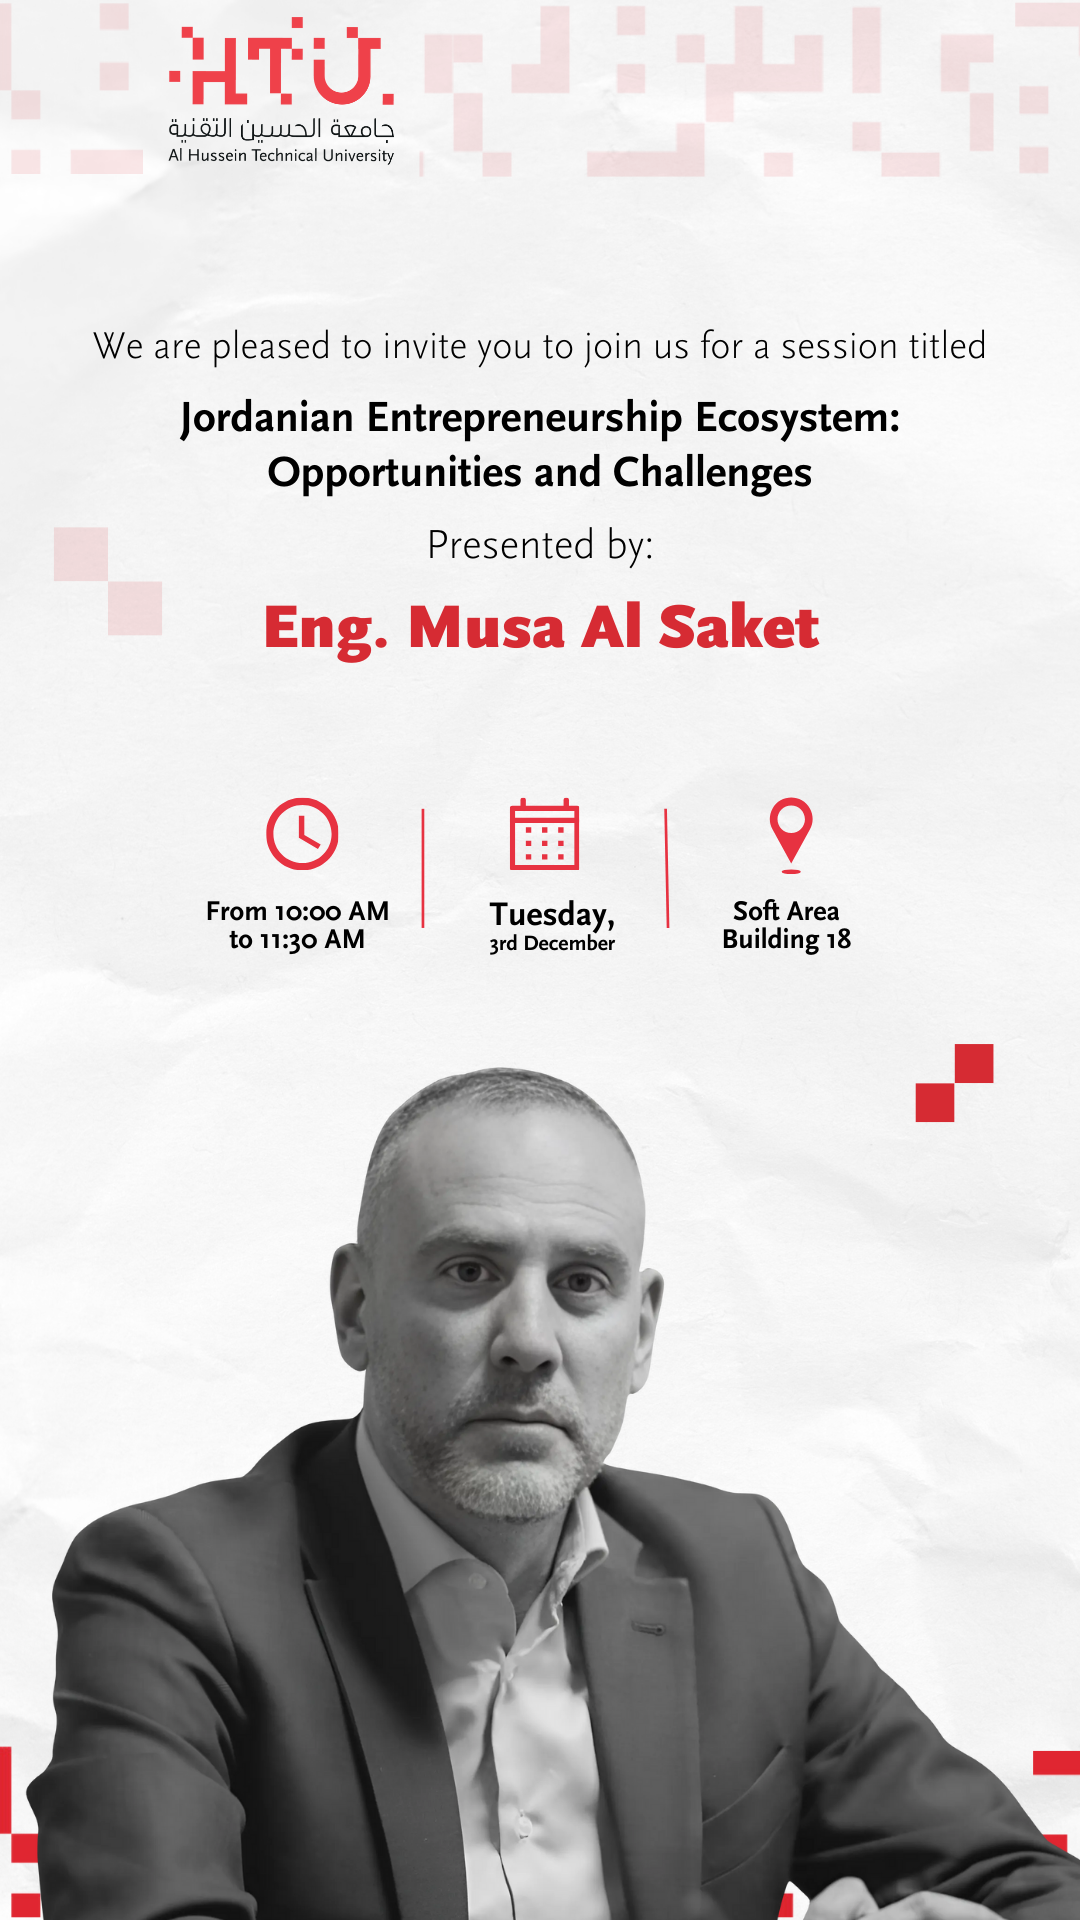 HTU
جامعة الحسين التقنية
Al Hussein Technical University
We are pleased to invite you to join us for a session titled
Jordanian Entrepreneurship Ecosystem:
Opportunities and Challenges
Presented by:
Eng. Musa Al Saket
From 10:00 AM
to 11:30 AM
Tuesday,
3rd December
Soft Area
Building 18